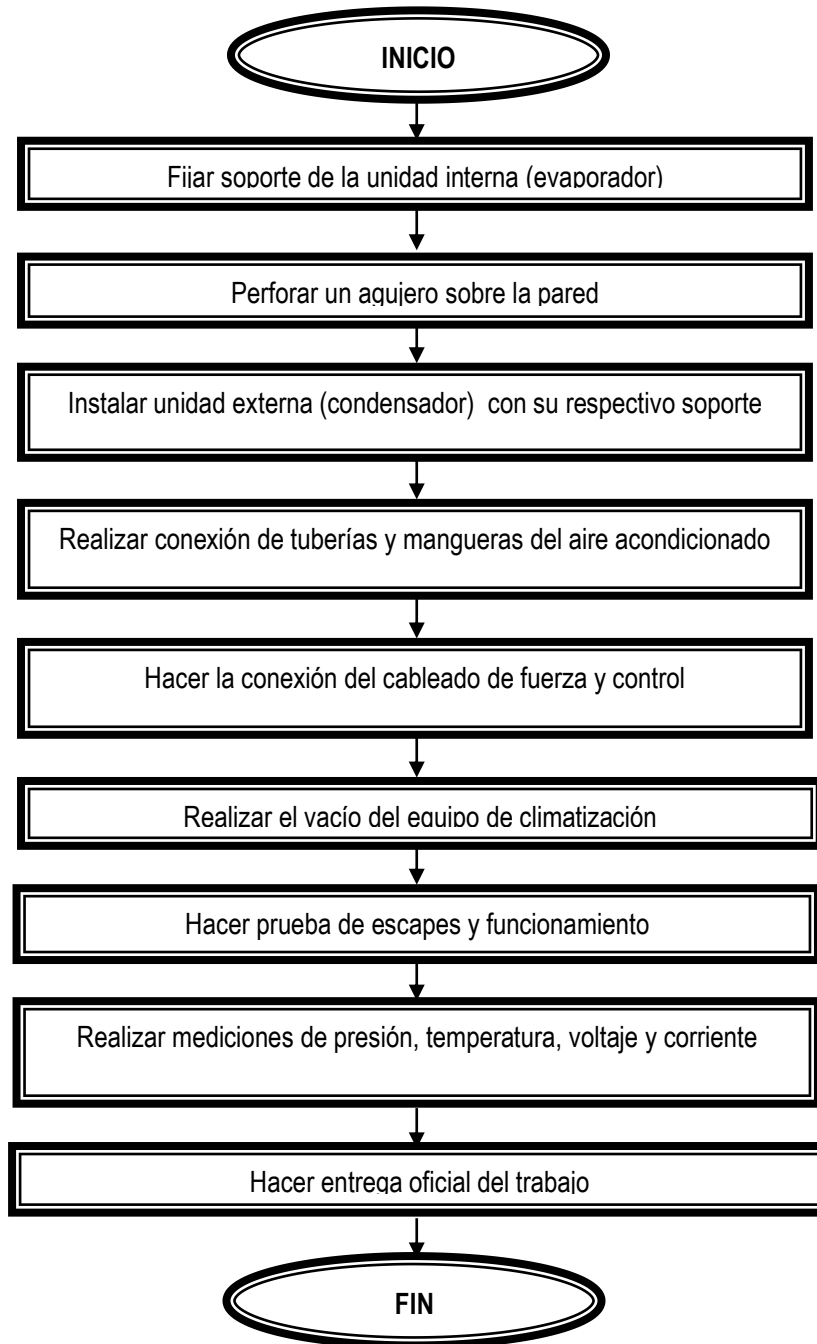 INICIO
Fijar soporte de la unidad interna (evaporador)
Perforar un agujero sobre la pared
Instalar unidad externa (condensador) con su respectivo soporte
Realizar conexión de tuberías y mangueras del aire acondicionado
Hacer la conexión del cableado de fuerza y control
Realizar el vacío del equipo de climatización
Hacer prueba de escapes y funcionamiento
Realizar mediciones de presión, temperatura, voltaje y corriente
Hacer entrega oficial del trabajo
FIN